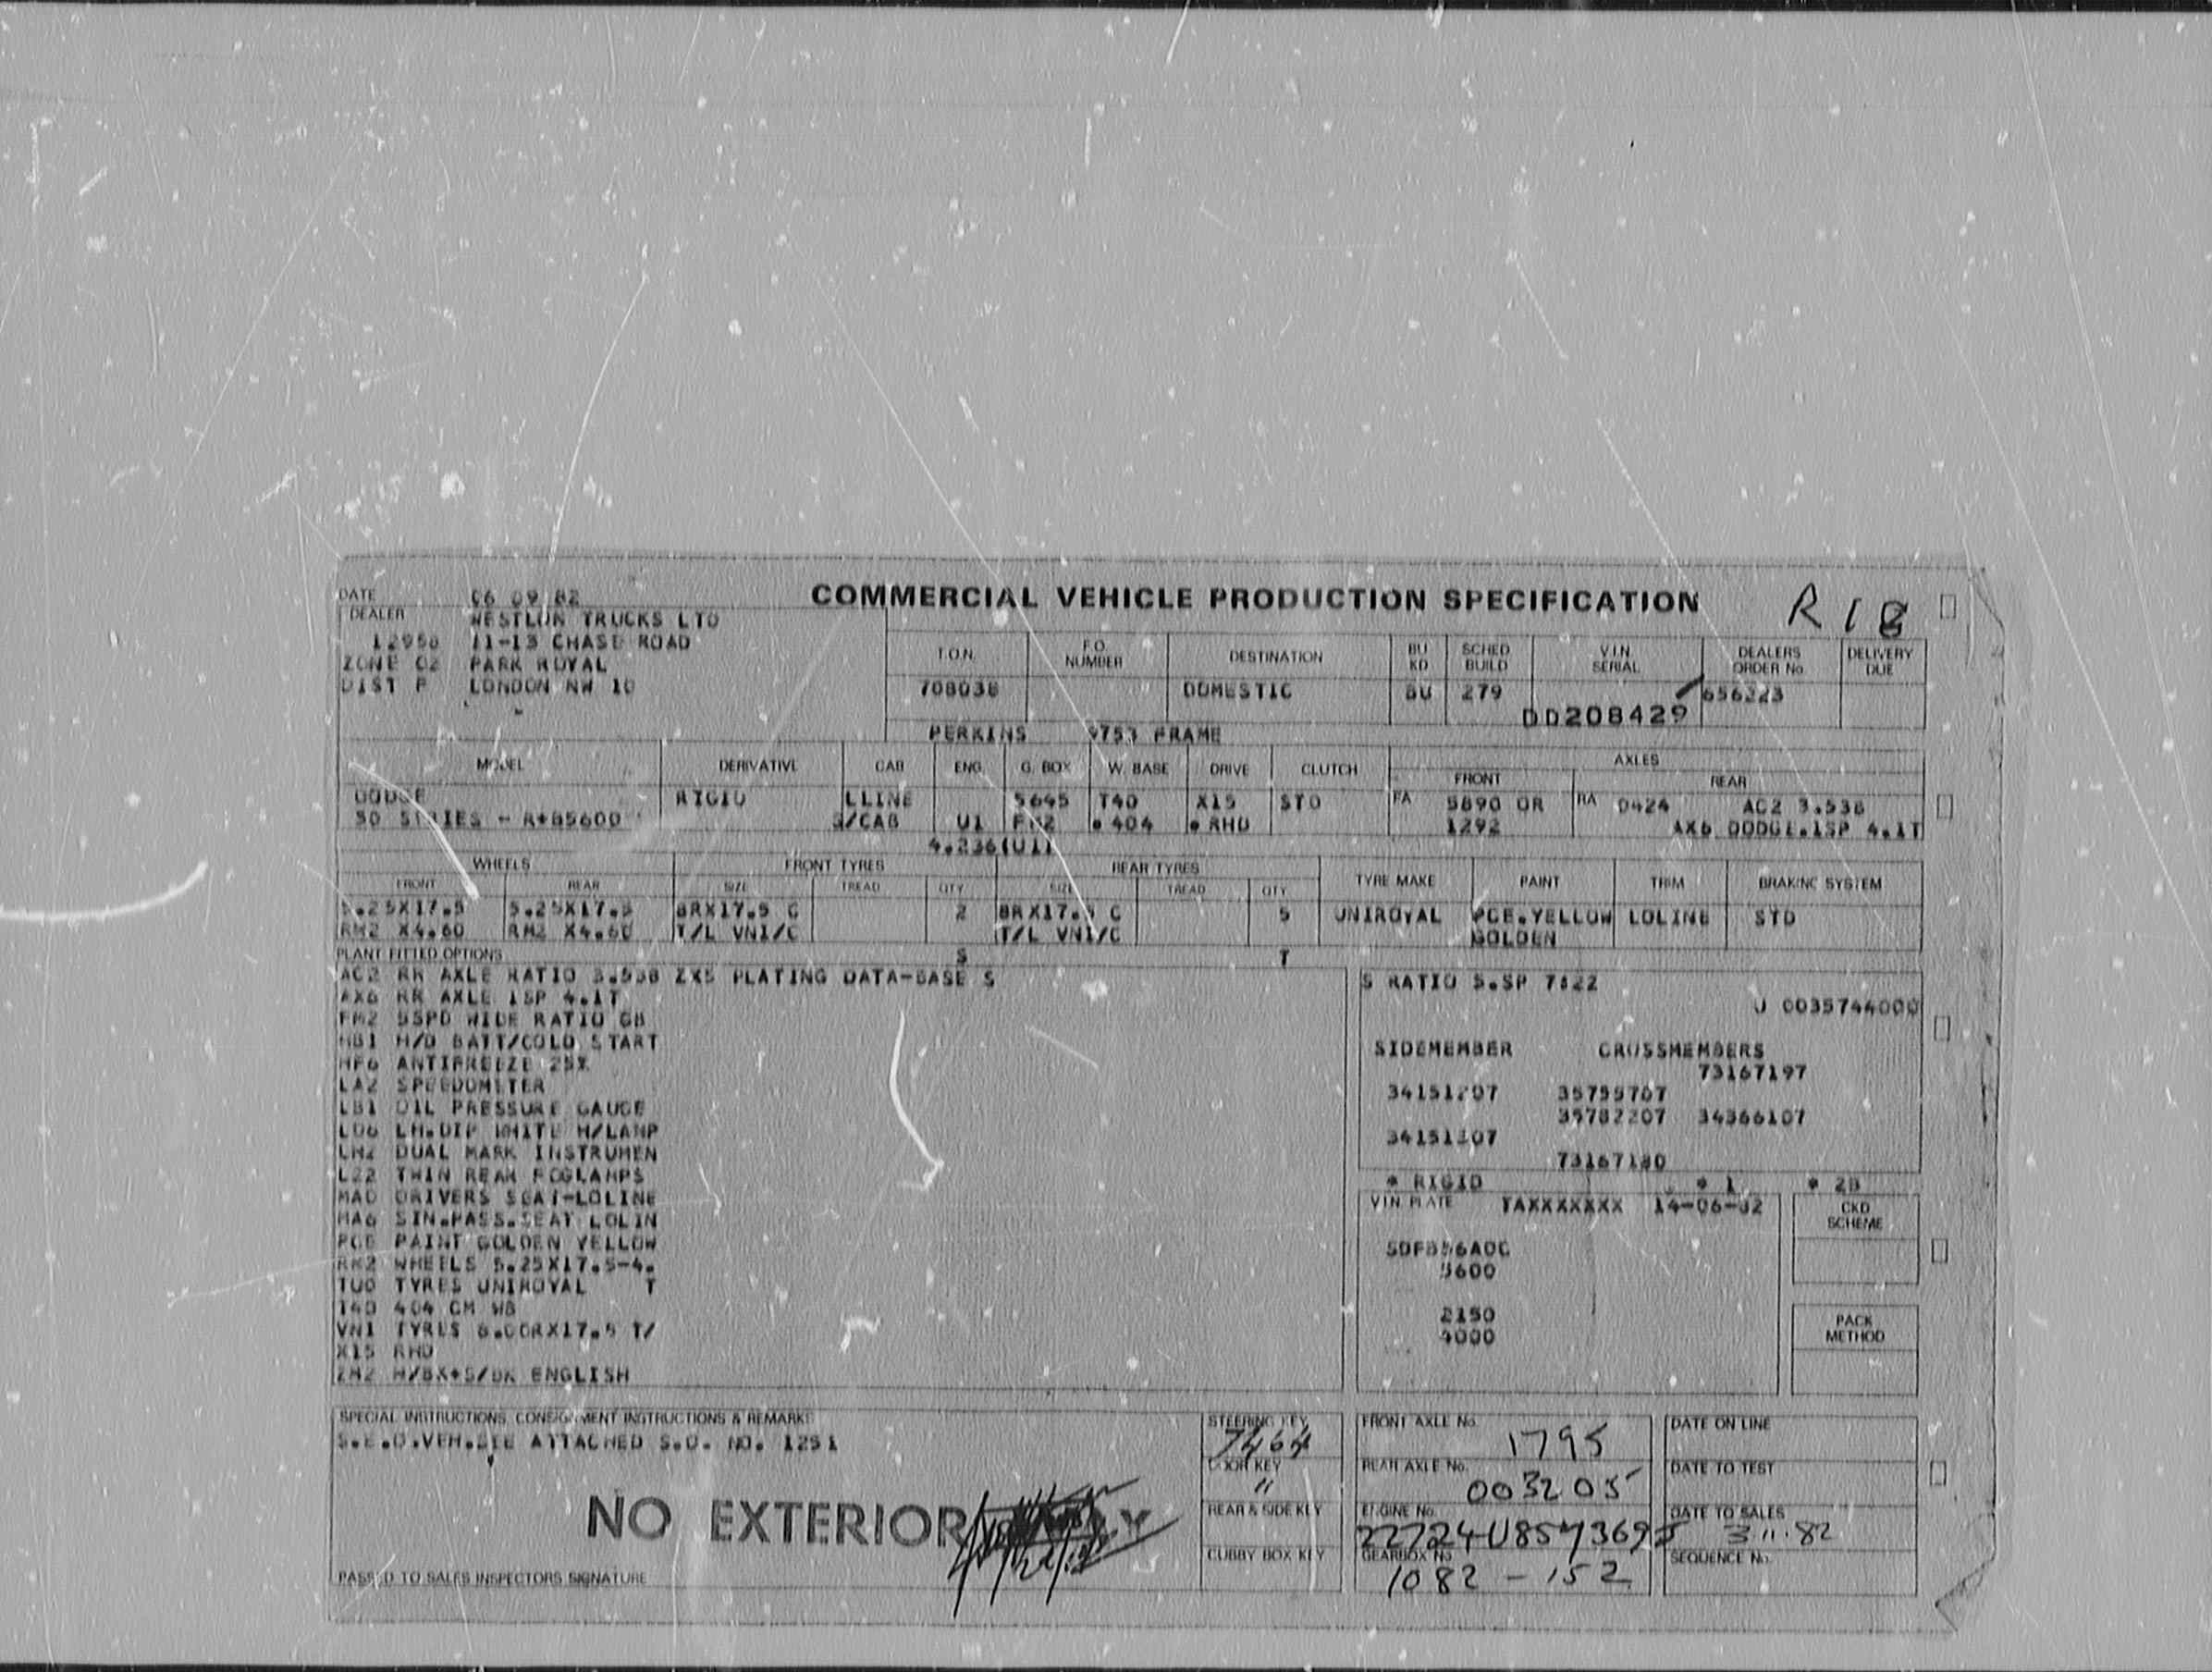 COMMERCIAL VEHICLE PRODUCTION SPECIFICATION
R 18
DATE 06 09 82
DEALER WESTLON TRUCKS LTD
12958 11-13 CHASE ROAD
ZONE 02 PARK ROYAL
DIST F LONDON NW 10
T.O.N. F.O. NUMBER DESTINATION BU KD SCHED BUILD V.I.N. SERIAL DEALERS ORDER No. DELIVERY DUE
708038 DOMESTIC BU 279 DD208429 656223
PERKINS 9753 FRAME
MODEL DERIVATIVE CAB ENG. G. BOX W. BASE DRIVE CLUTCH AXLES
FRONT REAR
DODGE RIGID LLINE 5645 T40 X15 STD FA 5890 OR RA 0424 AC2 3.538
50 SERIES - R+B5600 S/CAB U1 FM2 • 404 • RHD 1292 AX6 DODGE.1SP 4.1T
4.236(U1)
WHEELS FRONT TYRES REAR TYRES TYRE MAKE PAINT TRIM BRAKING SYSTEM
FRONT REAR SIZE TREAD QTY SIZE TREAD QTY
5.25X17.5 5.25X17.5 8RX17.5 C 2 8RX17.5 C 5 UNIROYAL PCE.YELLOW LOLINE STD
RM2 X4.60 RM2 X4.60 T/L VN1/C T/L VN1/C GOLDEN
PLANT FITTED OPTIONS S T
AC2 RR AXLE RATIO 3.538 ZX5 PLATING DATA-BASE S
AX6 RR AXLE 1SP 4.1T
FM2 5SPD WIDE RATIO GB
HB1 H/D BATT/COLD START
HF6 ANTIFREEZE 25%
LA2 SPEEDOMETER
LB1 OIL PRESSURE GAUGE
LD6 LH.DIP WHITE H/LAMP
LH2 DUAL MARK INSTRUMEN
L22 TWIN REAR FOGLAMPS
MAD DRIVERS SEAT-LOLINE
MA6 SIN.PASS.SEAT LOLIN
PCE PAINT GOLDEN YELLOW
RM2 WHEELS 5.25X17.5-4.
TU0 TYRES UNIROYAL T
T40 404 CM WB
VN1 TYRES 8.00RX17.5 T/
X15 RHD
ZH2 H/BK+S/BK ENGLISH
S RATIO 5.SP 7822
U 0035744000
SIDEMEMBER CROSSMEMBERS
73167197
34151207 35759707
35782207 34366107
34151307
73167180
* RIGID * 1 * 28
VIN PLATE TAXXXXXXX 14-06-82
SDFB56AOC
5600
2150
4000
CKD SCHEME
PACK METHOD
SPECIAL INSTRUCTIONS, CONSIGNMENT INSTRUCTIONS & REMARKS
S.E.O.VEH.SEE ATTACHED S.O. NO. 1251
NO EXTERIOR
PASSED TO SALES INSPECTORS SIGNATURE
STEERING KEY
7464
DOOR KEY
"
REAR & SIDE KEY
CUBBY BOX KEY
FRONT AXLE No.
1795
REAR AXLE No.
003205
ENGINE No.
GEARBOX No.
1082 - 152
DATE ON LINE
DATE TO TEST
DATE TO SALES
3.11.82
SEQUENCE No.